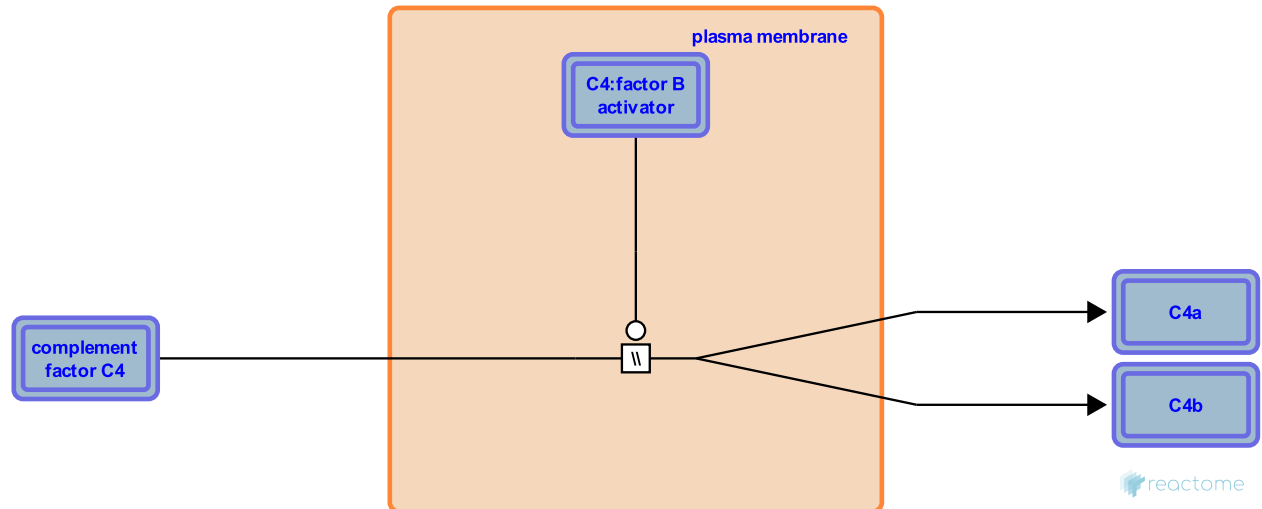 plasma membrane
C4:factor B
activator
complement
factor C4
\\
C4a
C4b
reactome